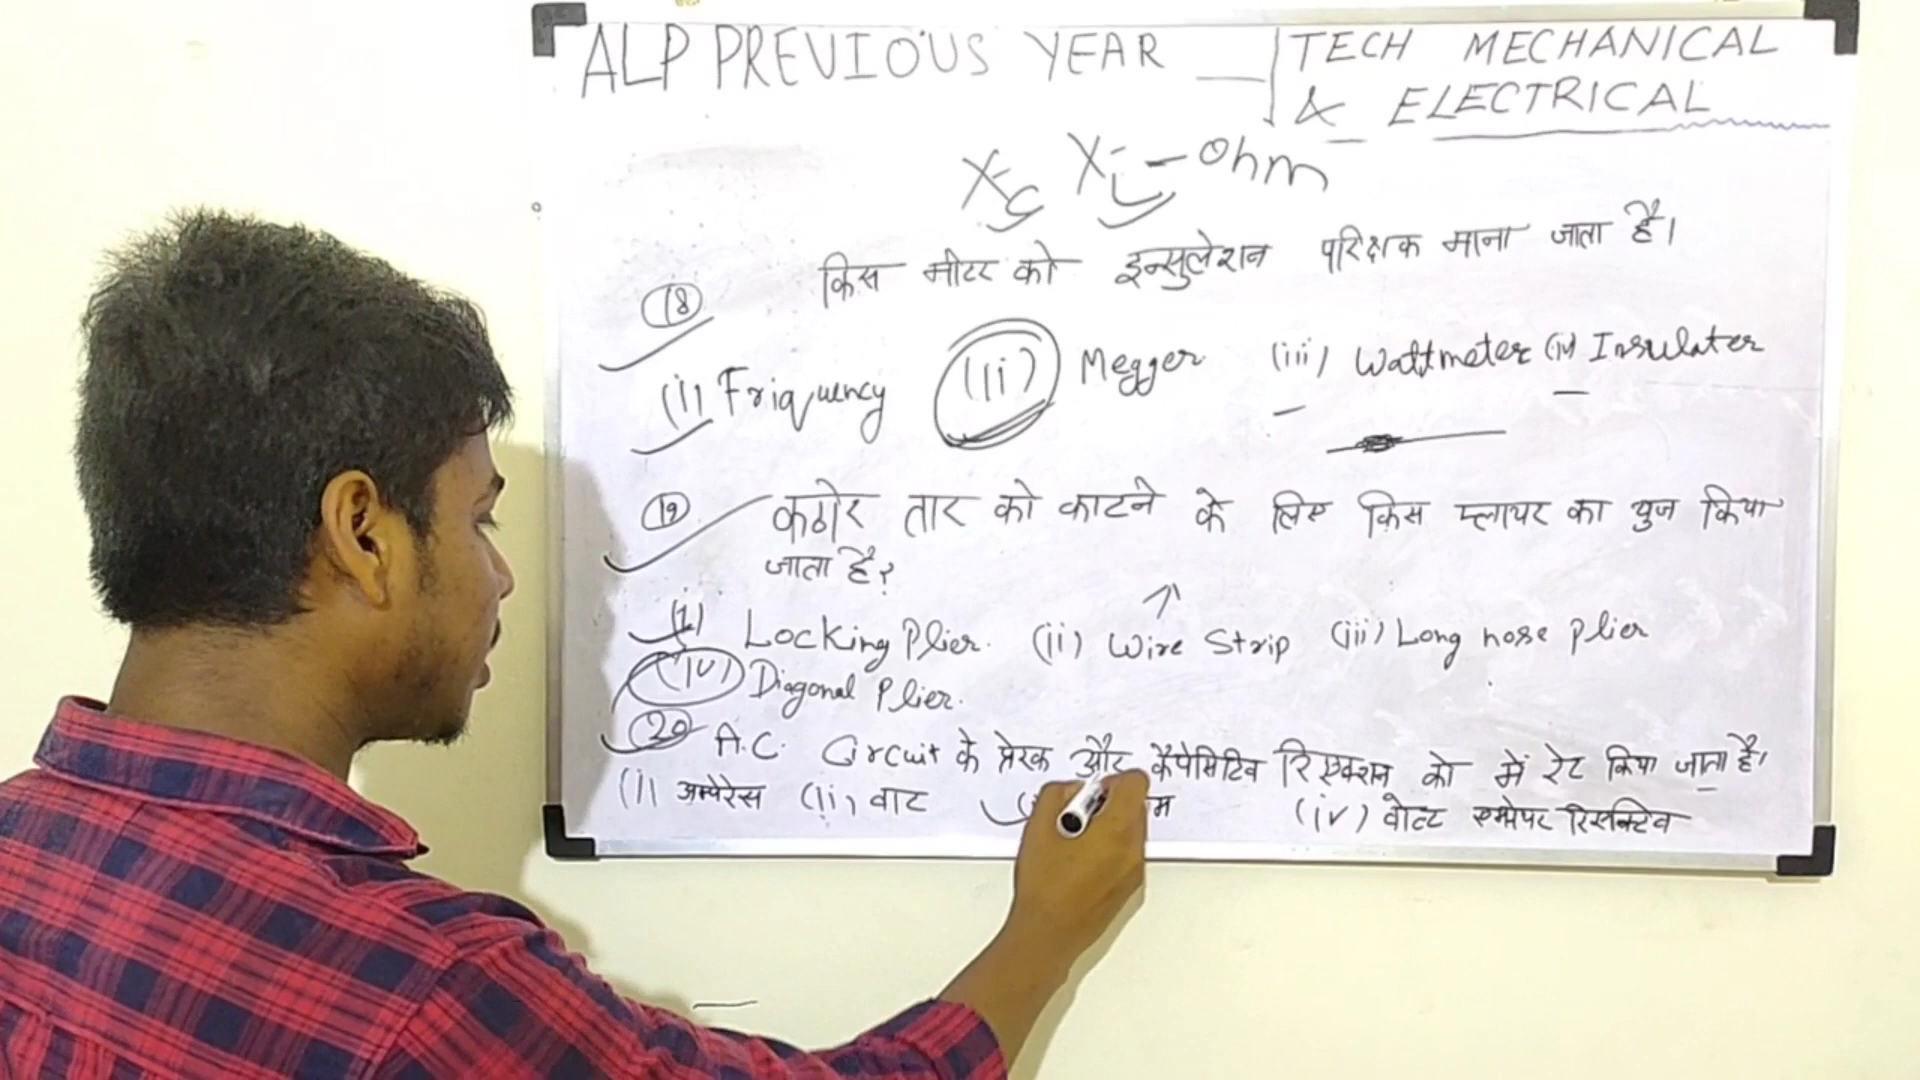 ALP PREVIOUS YEAR — TECH MECHANICAL
& ELECTRICAL
Xc XL - Ohm
(18) किस मीटर को इन्सुलेशन परिक्षक माना जाता है।
(i) Friquency (ii) Megger (iii) Wattmeter (iv) Insulater
(19) कठोर तार को काटने के लिए किस प्लायर का युज किया
जाता है?
(i) Locking Plier. (ii) Wire Strip (iii) Long nose Plier
(iv) Diagonal Plier.
(20) A.C. Circuit के प्रेरक और कैपेसिटिव रिएक्शन को में रेट किया जाता है।
(i) अम्पेरेस (ii) वाट म (iv) वोल्ट एम्पेयर रिएक्टिव